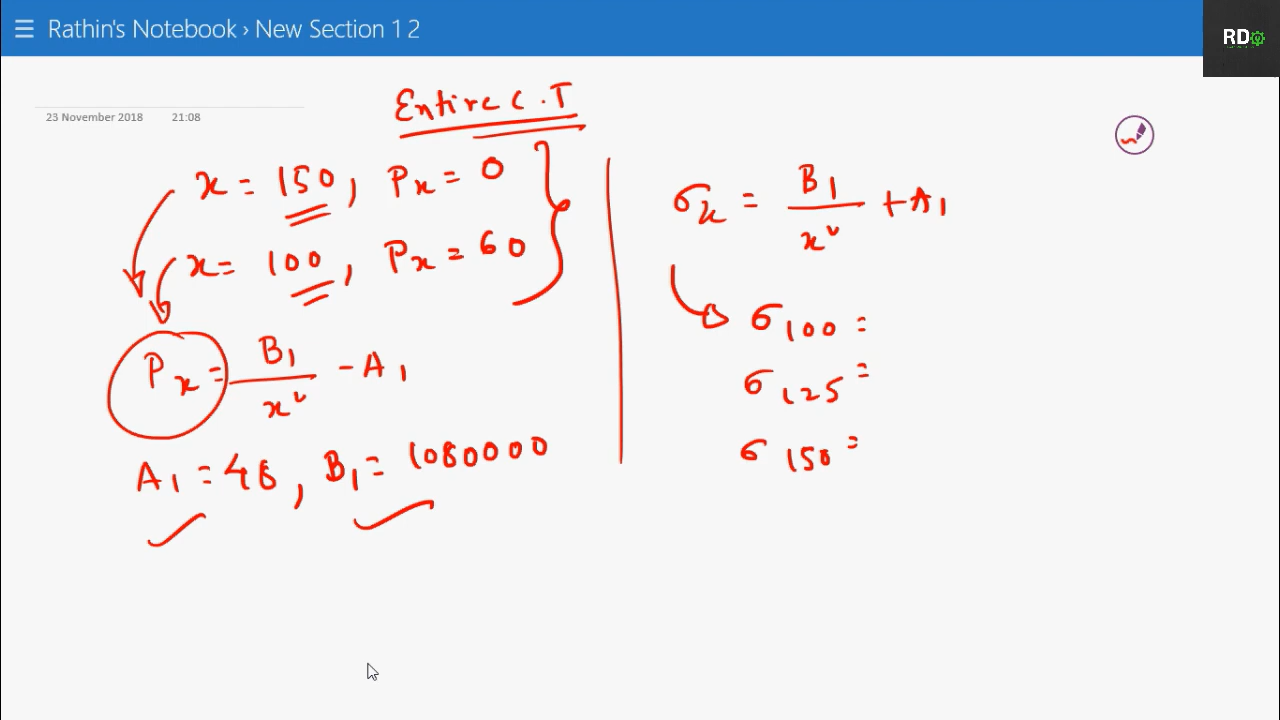 Rathin's Notebook › New Section 1 2
RD
23 November 2018 21:08
Entire C.T
x = 150, Px = 0
x = 100, Px = 60
Px = B1/x² - A1
A1 = 48, B1 = 1080000
σx = B1/x² + A1
σ100 =
σ125 =
σ150 =